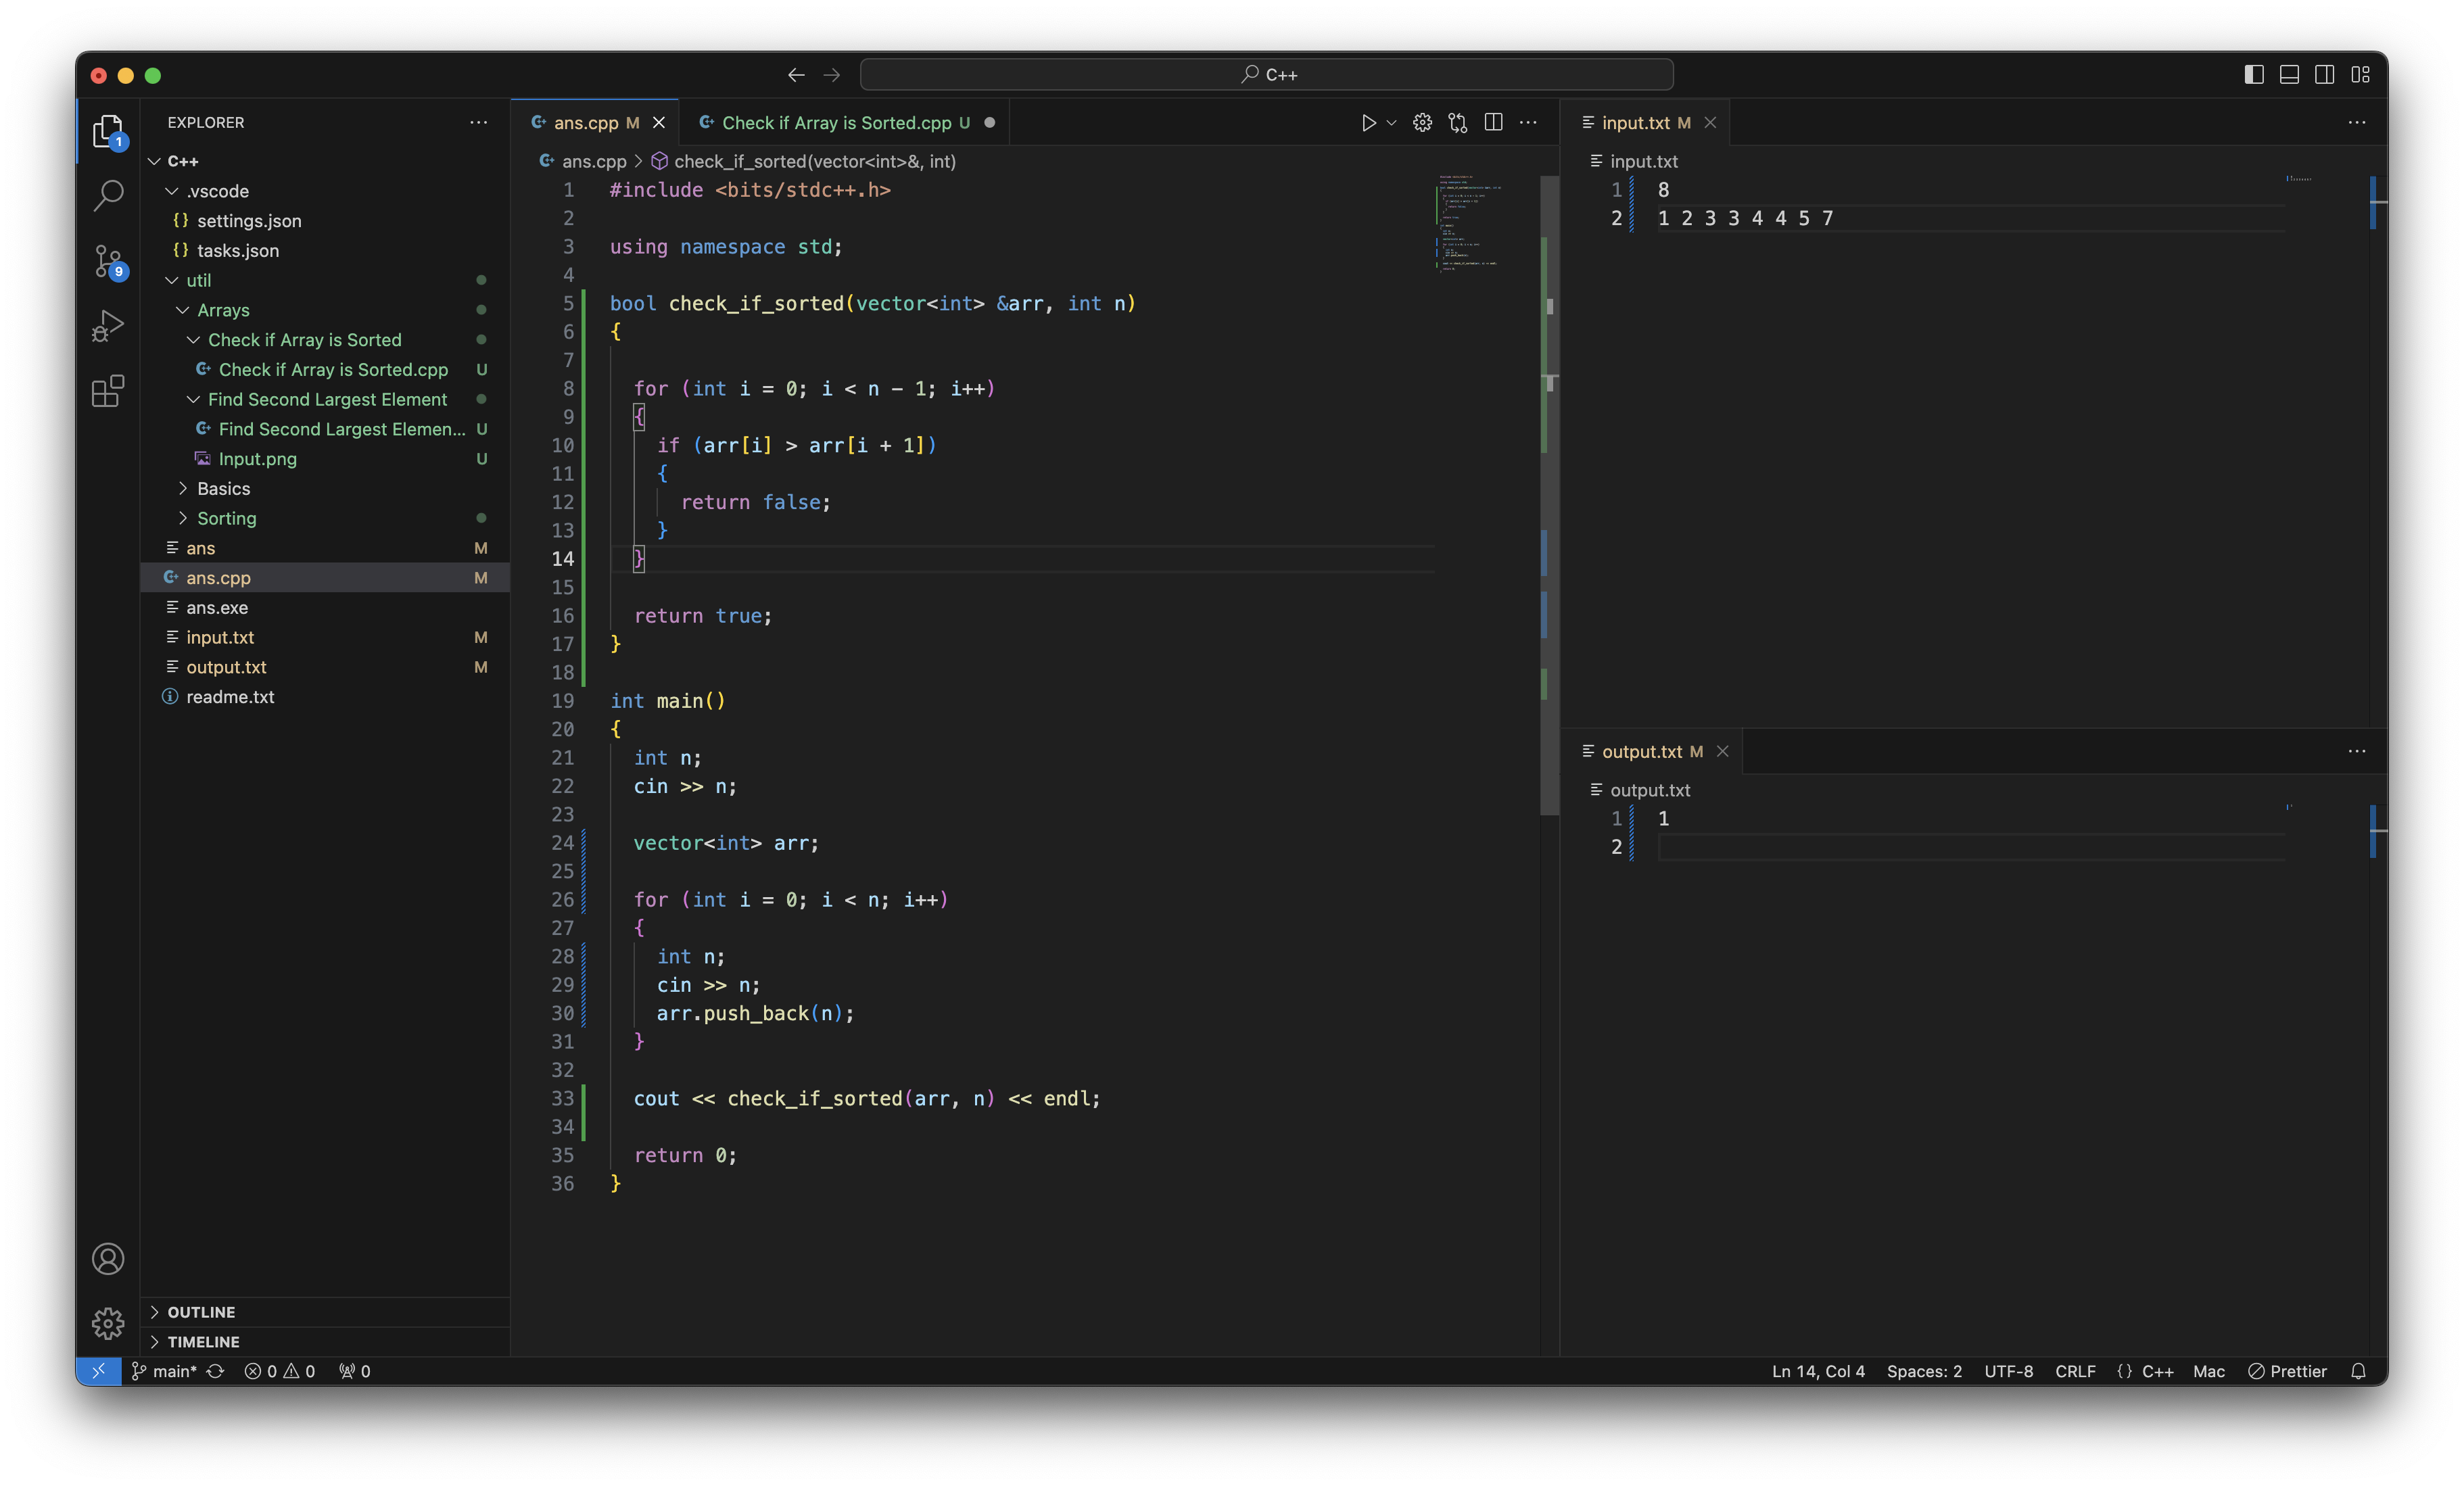 C++
EXPLORER
C++
.vscode
{} settings.json
{} tasks.json
util
Arrays
Check if Array is Sorted
Check if Array is Sorted.cpp U
Find Second Largest Element
Find Second Largest Elemen... U
Input.png U
Basics
Sorting
ans M
ans.cpp M
ans.exe
input.txt M
output.txt M
readme.txt
OUTLINE
TIMELINE
1
9
ans.cpp M
Check if Array is Sorted.cpp U
ans.cpp > check_if_sorted(vector<int>&, int)
1 #include <bits/stdc++.h>
2
3 using namespace std;
4
5 bool check_if_sorted(vector<int> &arr, int n)
6 {
7
8 for (int i = 0; i < n - 1; i++)
9 {
10 if (arr[i] > arr[i + 1])
11 {
12 return false;
13 }
14 }
15
16 return true;
17 }
18
19 int main()
20 {
21 int n;
22 cin >> n;
23
24 vector<int> arr;
25
26 for (int i = 0; i < n; i++)
27 {
28 int n;
29 cin >> n;
30 arr.push_back(n);
31 }
32
33 cout << check_if_sorted(arr, n) << endl;
34
35 return 0;
36 }
input.txt M
input.txt
1 8
2 1 2 3 3 4 4 5 7
output.txt M
output.txt
1 1
2
main* 0 0 0
Ln 14, Col 4 Spaces: 2 UTF-8 CRLF {} C++ Mac Prettier